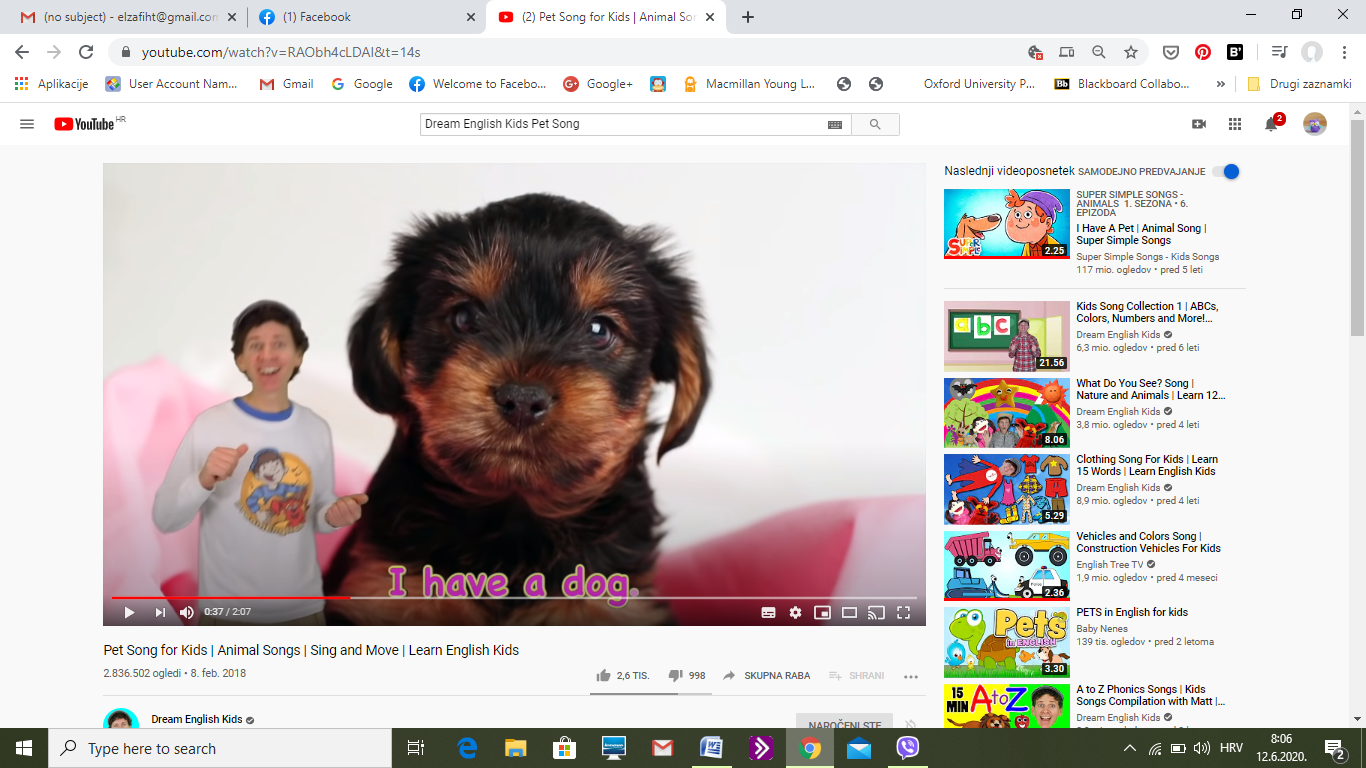 (no subject) - elzafiht@gmail.com
(1) Facebook
(2) Pet Song for Kids | Animal Son
youtube.com/watch?v=RAObh4cLDAI&t=14s
Aplikacije
User Account Nam...
Gmail
Google
Welcome to Facebo...
Google+
Macmillan Young L...
Oxford University P...
Bb
Blackboard Collabo...
»
Drugi zaznamki
YouTube HR
Dream English Kids Pet Song
2
I have a dog.
0:37 / 2:07
Pet Song for Kids | Animal Songs | Sing and Move | Learn English Kids
2.836.502 ogledi • 8. feb. 2018
2,6 TIS.
998
SKUPNA RABA
SHRANI
Dream English Kids
NAROČENI STE
Naslednji videoposnetek
SAMODEJNO PREDVAJANJE
SUPER SIMPLE
2.25
SUPER SIMPLE SONGS -
ANIMALS 1. SEZONA • 6.
EPIZODA
I Have A Pet | Animal Song |
Super Simple Songs
Super Simple Songs - Kids Songs
117 mio. ogledov • pred 5 leti
a b c
21.56
Kids Song Collection 1 | ABCs,
Colors, Numbers and More!...
Dream English Kids
6,3 mio. ogledov • pred 6 leti
8.06
What Do You See? Song |
Nature and Animals | Learn 12...
Dream English Kids
3,8 mio. ogledov • pred 4 leti
5.29
Clothing Song For Kids | Learn
15 Words | Learn English Kids
Dream English Kids
8,9 mio. ogledov • pred 4 leti
2.36
Vehicles and Colors Song |
Construction Vehicles For Kids
English Tree TV
1,9 mio. ogledov • pred 4 meseci
Pets
in ENGLISH
3.30
PETS in English for kids
Baby Nenes
139 tis. ogledov • pred 2 letoma
15
MIN
A to Z
A to Z Phonics Songs | Kids
Songs Compilation with Matt |...
Dream English Kids
Type here to search
HRV
8:06
12.6.2020.
2